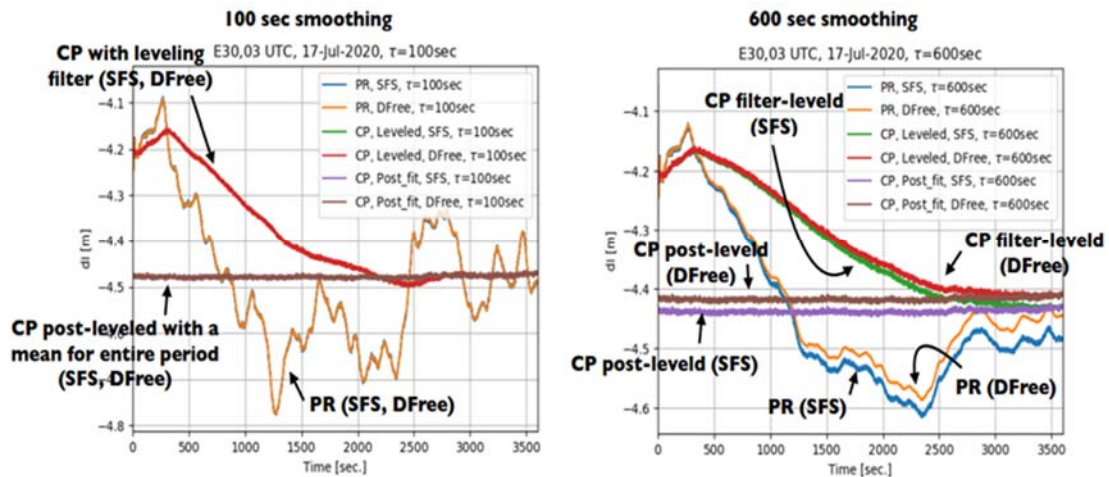 100 sec smoothing
CP with leveling
filter (SFS, DFree)
E30,03 UTC, 17-Jul-2020, τ=100sec
PR, SFS, τ=100sec
PR, DFree, τ=100sec
CP, Leveled, SFS, τ=100sec
CP, Leveled, DFree, τ=100sec
CP, Post_fit, SFS, τ=100sec
CP, Post_fit, DFree, τ=100sec
−4.1
−4.2
−4.3
−4.4
−4.5
−4.7
−4.8
dI [m]
CP post-leveled with a
mean for entire period
(SFS, DFree)
PR (SFS, DFree)
0
500
1000
1500
2000
2500
3000
3500
Time [sec.]
600 sec smoothing
E30,03 UTC, 17-Jul-2020, τ=600sec
CP filter-leveld
(SFS)
PR, SFS, τ=600sec
PR, DFree, τ=600sec
CP, Leveled, SFS, τ=600sec
CP, Leveled, DFree, τ=600sec
CP, Post_fit, SFS, τ=600sec
CP, Post_fit, DFree, τ=600sec
−4.1
−4.2
−4.3
−4.4
−4.5
−4.6
dI [m]
CP post-leveld
(DFree)
CP filter-leveld
(DFree)
CP post-leveld (SFS)
PR (SFS)
PR (DFree)
0
500
1000
1500
2000
2500
3000
3500
Time [sec.]